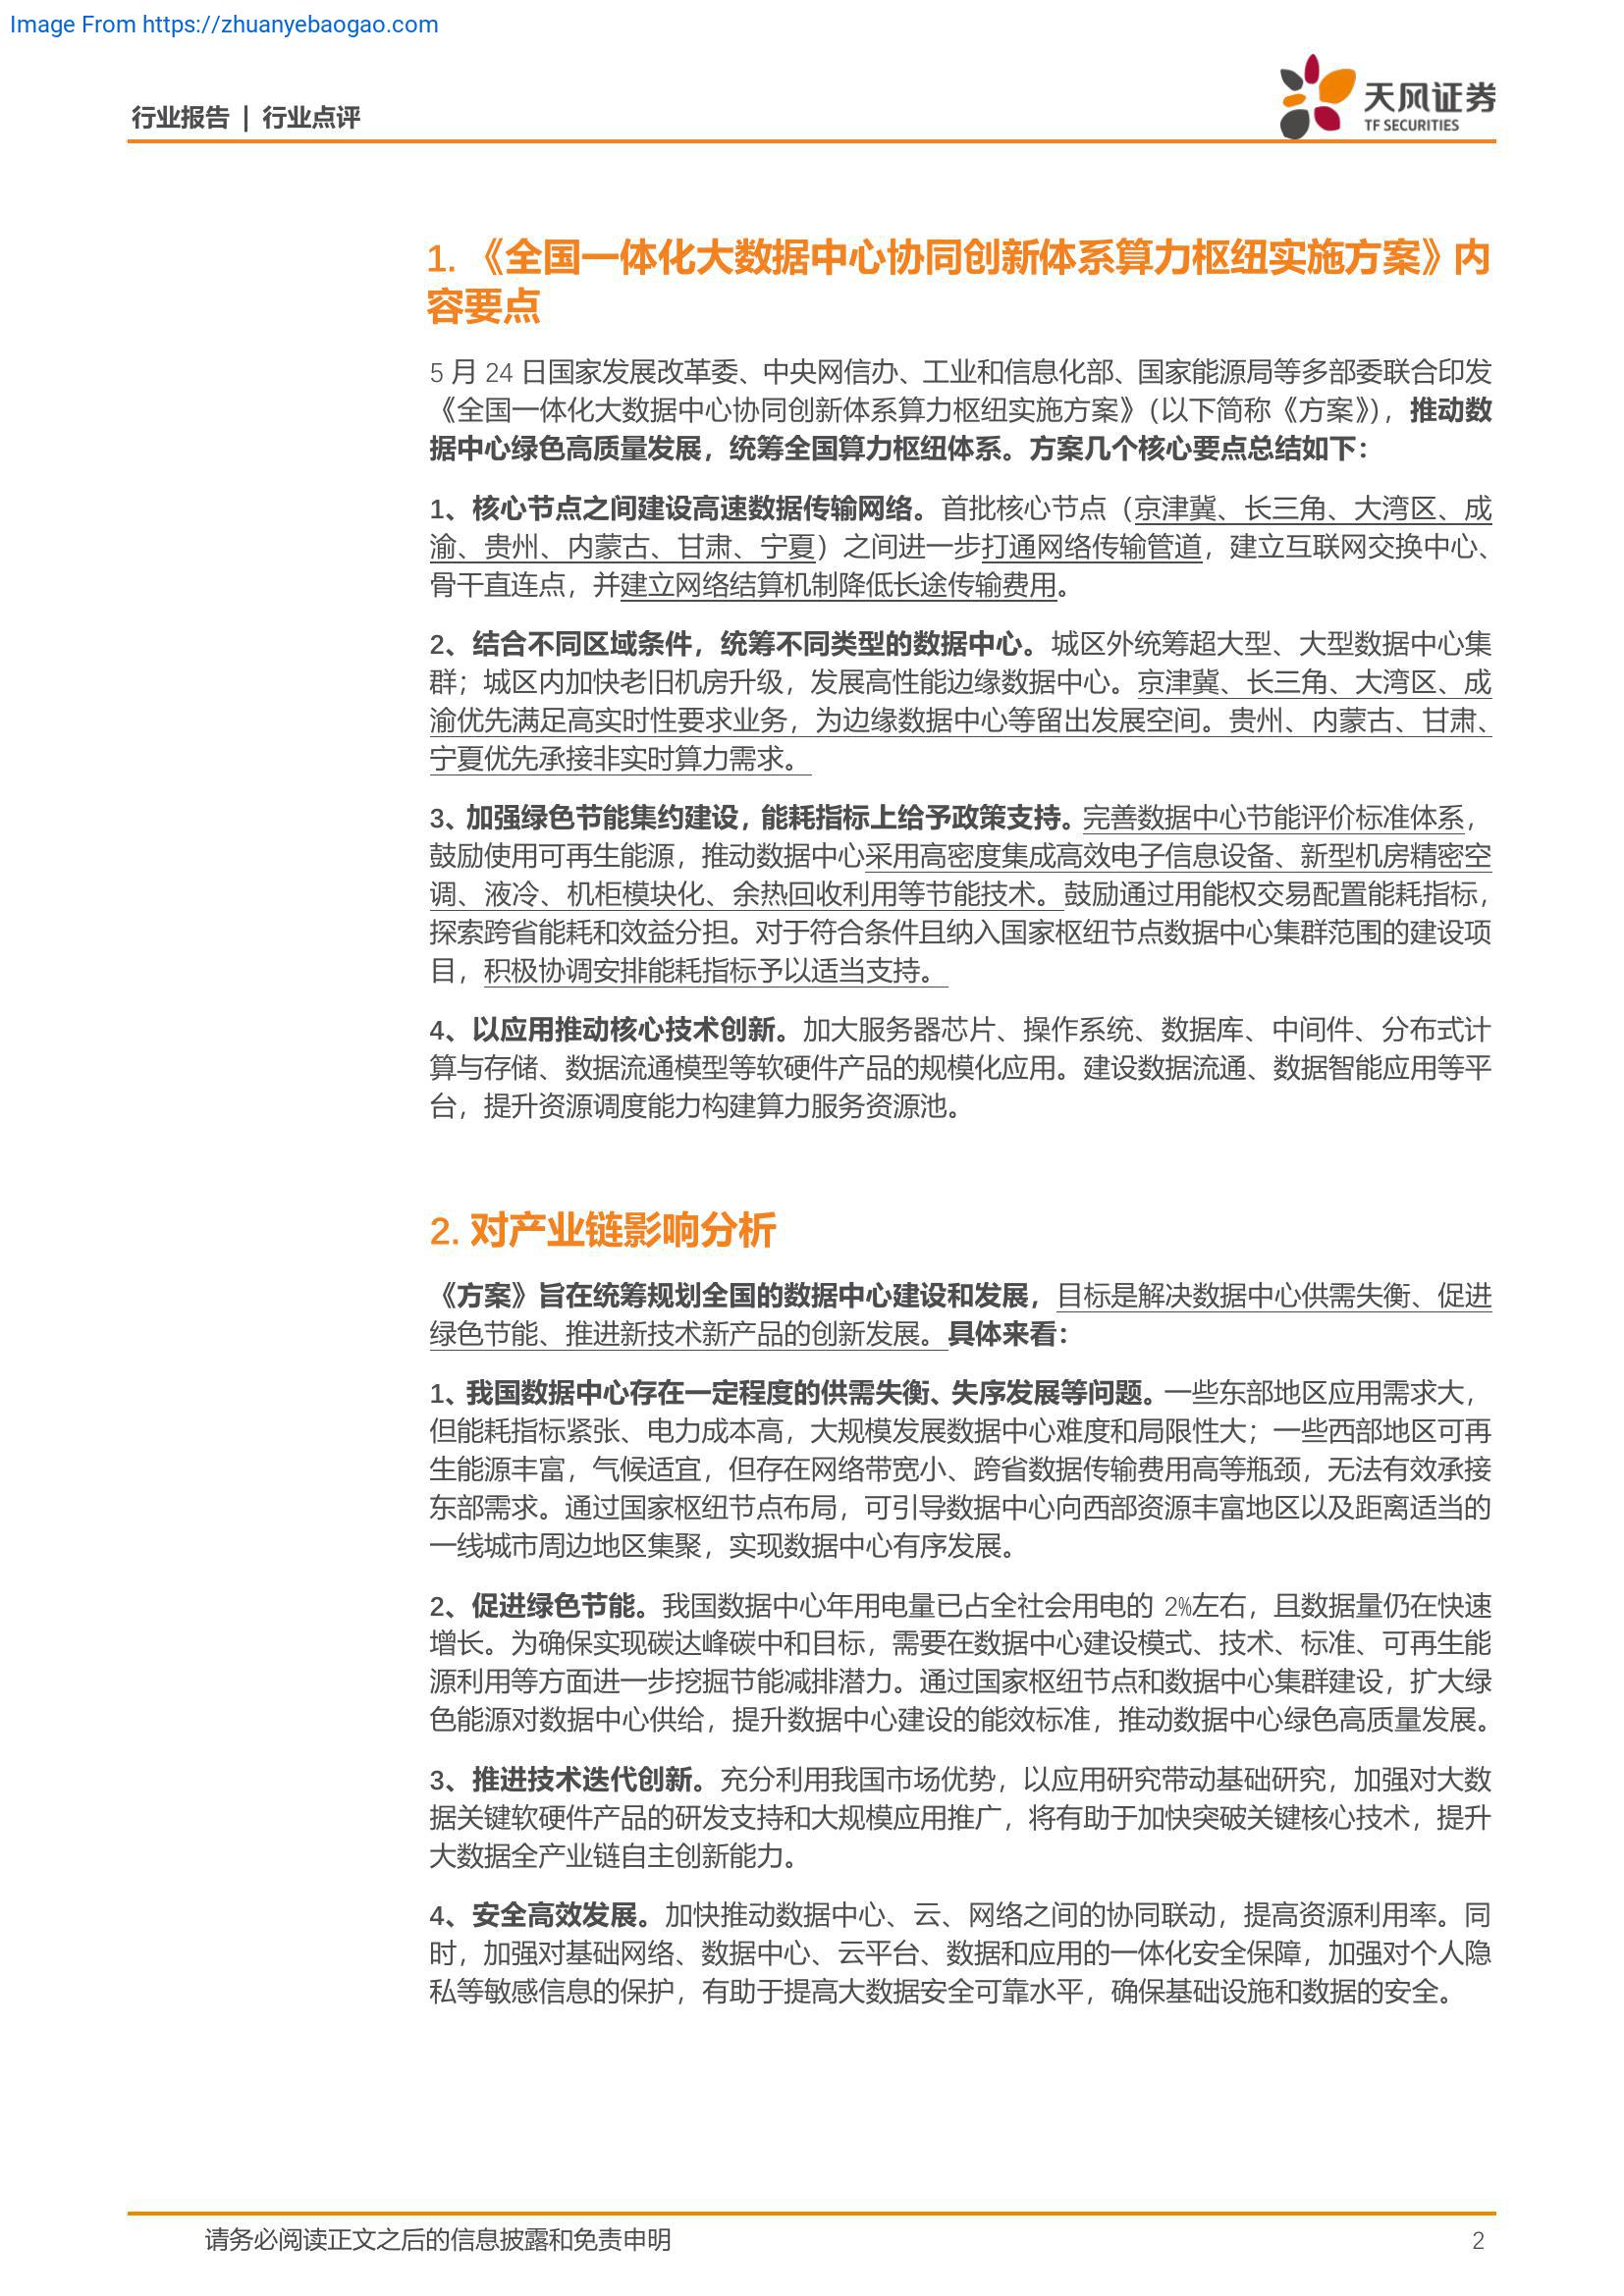 Image From https://zhuanyebaogao.com
行业报告 | 行业点评
天风证券
TF SECURITIES
1. 《全国一体化大数据中心协同创新体系算力枢纽实施方案》内
容要点
5 月 24 日国家发展改革委、中央网信办、工业和信息化部、国家能源局等多部委联合印发
《全国一体化大数据中心协同创新体系算力枢纽实施方案》（以下简称《方案》），推动数
据中心绿色高质量发展，统筹全国算力枢纽体系。方案几个核心要点总结如下：
1、核心节点之间建设高速数据传输网络。首批核心节点（京津冀、长三角、大湾区、成
渝、贵州、内蒙古、甘肃、宁夏）之间进一步打通网络传输管道，建立互联网交换中心、
骨干直连点，并建立网络结算机制降低长途传输费用。
2、结合不同区域条件，统筹不同类型的数据中心。城区外统筹超大型、大型数据中心集
群；城区内加快老旧机房升级，发展高性能边缘数据中心。京津冀、长三角、大湾区、成
渝优先满足高实时性要求业务，为边缘数据中心等留出发展空间。贵州、内蒙古、甘肃、
宁夏优先承接非实时算力需求。
3、加强绿色节能集约建设，能耗指标上给予政策支持。完善数据中心节能评价标准体系，
鼓励使用可再生能源，推动数据中心采用高密度集成高效电子信息设备、新型机房精密空
调、液冷、机柜模块化、余热回收利用等节能技术。鼓励通过用能权交易配置能耗指标，
探索跨省能耗和效益分担。对于符合条件且纳入国家枢纽节点数据中心集群范围的建设项
目，积极协调安排能耗指标予以适当支持。
4、以应用推动核心技术创新。加大服务器芯片、操作系统、数据库、中间件、分布式计
算与存储、数据流通模型等软硬件产品的规模化应用。建设数据流通、数据智能应用等平
台，提升资源调度能力构建算力服务资源池。
2. 对产业链影响分析
《方案》旨在统筹规划全国的数据中心建设和发展，目标是解决数据中心供需失衡、促进
绿色节能、推进新技术新产品的创新发展。具体来看：
1、我国数据中心存在一定程度的供需失衡、失序发展等问题。一些东部地区应用需求大，
但能耗指标紧张、电力成本高，大规模发展数据中心难度和局限性大；一些西部地区可再
生能源丰富，气候适宜，但存在网络带宽小、跨省数据传输费用高等瓶颈，无法有效承接
东部需求。通过国家枢纽节点布局，可引导数据中心向西部资源丰富地区以及距离适当的
一线城市周边地区集聚，实现数据中心有序发展。
2、促进绿色节能。我国数据中心年用电量已占全社会用电的 2%左右，且数据量仍在快速
增长。为确保实现碳达峰碳中和目标，需要在数据中心建设模式、技术、标准、可再生能
源利用等方面进一步挖掘节能减排潜力。通过国家枢纽节点和数据中心集群建设，扩大绿
色能源对数据中心供给，提升数据中心建设的能效标准，推动数据中心绿色高质量发展。
3、推进技术迭代创新。充分利用我国市场优势，以应用研究带动基础研究，加强对大数
据关键软硬件产品的研发支持和大规模应用推广，将有助于加快突破关键核心技术，提升
大数据全产业链自主创新能力。
4、安全高效发展。加快推动数据中心、云、网络之间的协同联动，提高资源利用率。同
时，加强对基础网络、数据中心、云平台、数据和应用的一体化安全保障，加强对个人隐
私等敏感信息的保护，有助于提高大数据安全可靠水平，确保基础设施和数据的安全。
请务必阅读正文之后的信息披露和免责申明
2